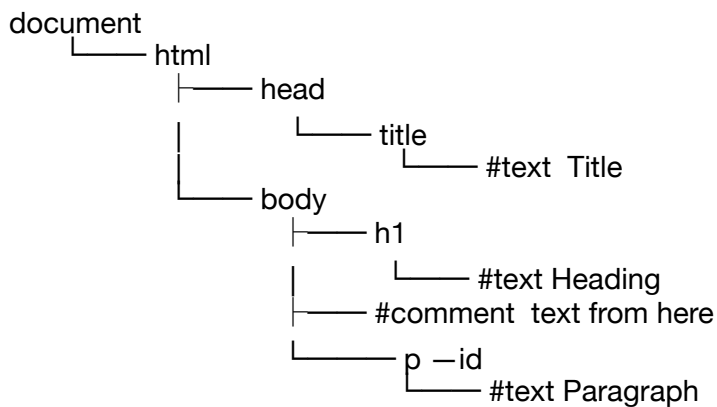 document
html
head
title
#text Title
body
h1
#text Heading
#comment text from here
p —id
#text Paragraph